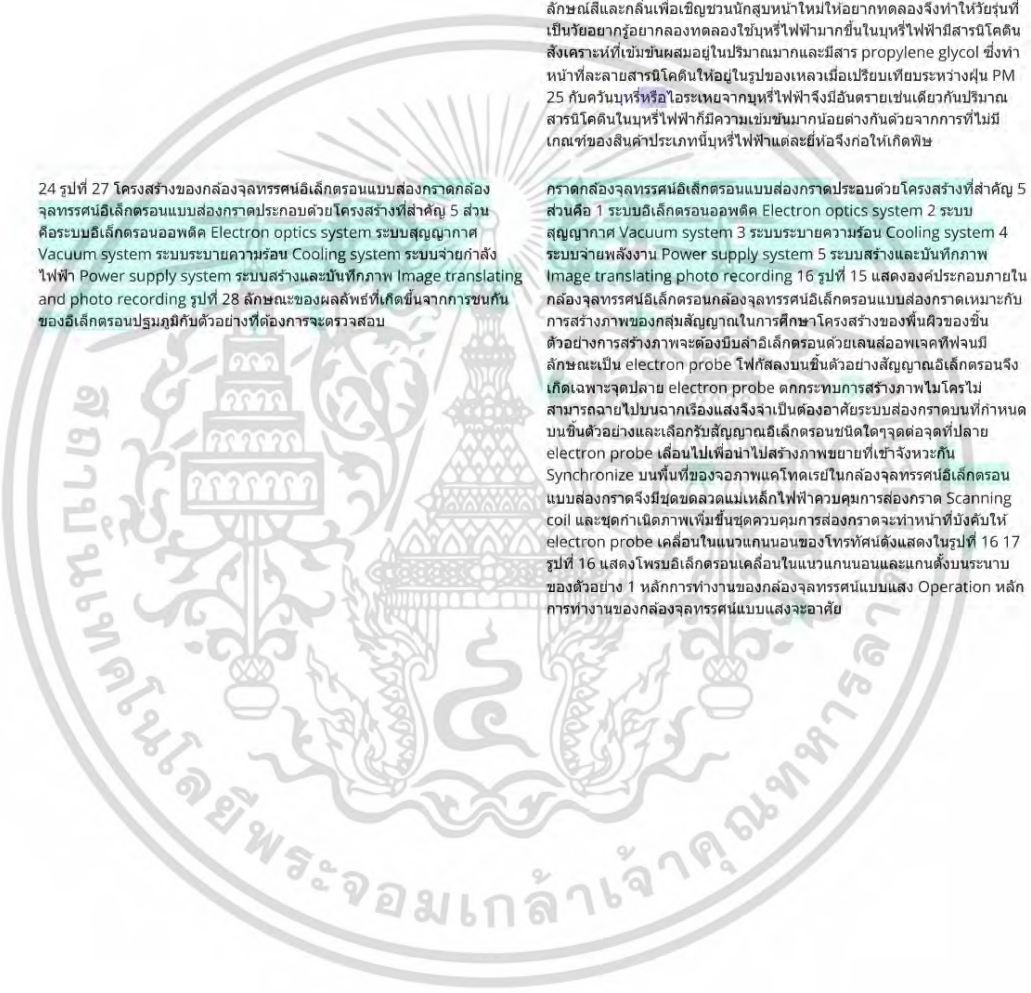 ลักษณ์สีและกลิ่นเพื่อเชิญชวนนักสูบหน้าใหม่ให้อยากทดลองจึงทำให้วัยรุ่นที่
เป็นวัยอยากรู้อยากลองทดลองใช้บุหรี่ไฟฟ้ามากขึ้นในบุหรี่ไฟฟ้ามีสารนิโคติน
สังเคราะห์ที่เข้มข้นผสมอยู่ในปริมาณมากและมีสาร propylene glycol ซึ่งทำ
หน้าที่ละลายสารนิโคตินให้อยู่ในรูปของเหลวเมื่อเปรียบเทียบระหว่างฝุ่น PM
25 กับควันบุหรี่หรือไอระเหยจากบุหรี่ไฟฟ้าจึงมีอันตรายเช่นเดียวกันปริมาณ
สารนิโคตินในบุหรี่ไฟฟ้าก็มีความเข้มข้นมากน้อยต่างกันด้วยจากการที่ไม่มี
เกณฑ์ของสินค้าประเภทนี้บุหรี่ไฟฟ้าแต่ละยี่ห้อจึงก่อให้เกิดพิษ
24 รูปที่ 27 โครงสร้างของกล้องจุลทรรศน์อิเล็กตรอนแบบส่องกราดกล้อง
จุลทรรศน์อิเล็กตรอนแบบส่องกราดประกอบด้วยโครงสร้างที่สำคัญ 5 ส่วน
คือระบบอิเล็กตรอนออพติค Electron optics system ระบบสุญญากาศ
Vacuum system ระบบระบายความร้อน Cooling system ระบบจ่ายกำลัง
ไฟฟ้า Power supply system ระบบสร้างและบันทึกภาพ Image translating
and photo recording รูปที่ 28 ลักษณะของผลลัพธ์ที่เกิดขึ้นจากการชนกัน
ของอิเล็กตรอนปฐมภูมิกับตัวอย่างที่ต้องการจะตรวจสอบ
กราดกล้องจุลทรรศน์อิเล็กตรอนแบบส่องกราดประอบด้วยโครงสร้างที่สำคัญ 5
ส่วนคือ 1 ระบบอิเล็กตรอนออพติค Electron optics system 2 ระบบ
สุญญากาศ Vacuum system 3 ระบบระบายความร้อน Cooling system 4
ระบบจ่ายพลังงาน Power supply system 5 ระบบสร้างและบันทึกภาพ
Image translating photo recording 16 รูปที่ 15 แสดงองค์ประกอบภายใน
กล้องจุลทรรศน์อิเล็กตรอนกล้องจุลทรรศน์อิเล็กตรอนแบบส่องกราดเหมาะกับ
การสร้างภาพของกลุ่มสัญญาณในการศึกษาโครงสร้างของพื้นผิวของชิ้น
ตัวอย่างการสร้างภาพจะต้องบีบลำอิเล็กตรอนด้วยเลนส์ออพเจคทีฟจนมี
ลักษณะเป็น electron probe โฟกัสลงบนชิ้นตัวอย่างสัญญาณอิเล็กตรอนจึง
เกิดเฉพาะจุดปลาย electron probe ตกกระทบการสร้างภาพไมโครไม่
สามารถฉายไปบนฉากเรืองแสงจึงจำเป็นต้องอาศัยระบบส่องกราดบนที่กำหนด
บนชิ้นตัวอย่างและเลือกรับสัญญาณอิเล็กตรอนชนิดใดๆจุดต่อจุดที่ปลาย
electron probe เลื่อนไปเพื่อนำไปสร้างภาพขยายที่เข้าจังหวะกัน
Synchronize บนพื้นที่ของจอภาพแคโทดเรย์ในกล้องจุลทรรศน์อิเล็กตรอน
แบบส่องกราดจึงมีชุดขดลวดแม่เหล็กไฟฟ้าควบคุมการส่องกราด Scanning
coil และชุดกำเนิดภาพเพิ่มขึ้นชุดควบคุมการส่องกราดจะทำหน้าที่บังคับให้
electron probe เคลื่อนในแนวแกนนอนของโทรทัศน์ดังแสดงในรูปที่ 16 17
รูปที่ 16 แสดงโพรบอิเล็กตรอนเคลื่อนในแนวแกนนอนและแกนตั้งบนระนาบ
ของตัวอย่าง 1 หลักการทำงานของกล้องจุลทรรศน์แบบแสง Operation หลัก
การทำงานของกล้องจุลทรรศน์แบบแสงจะอาศัย
สถาบันเทคโนโลยีพระจอมเกล้าเจ้าคุณทหารลาดกระบัง